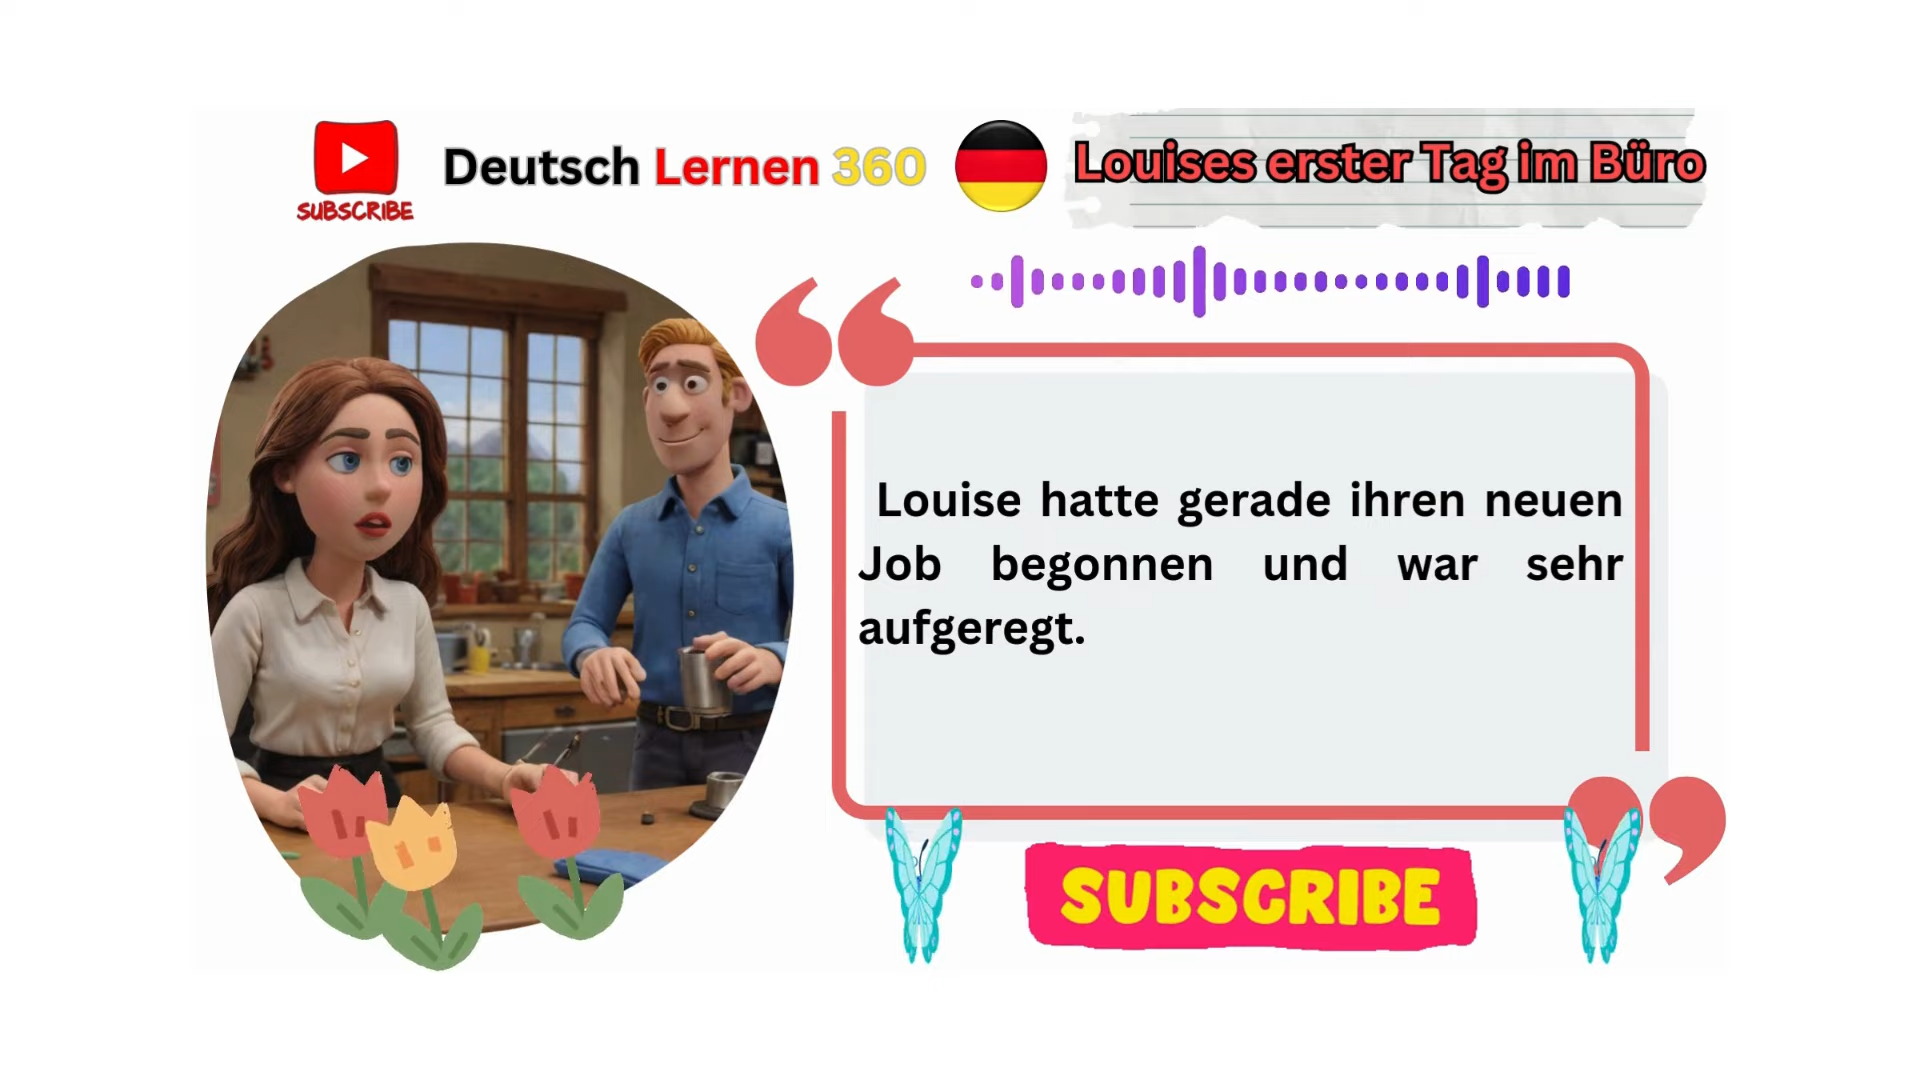 SUBSCRIBE
Deutsch Lernen 360
Louises erster Tag im Büro
Louise hatte gerade ihren neuen
Job begonnen und war sehr
aufgeregt.
SUBSCRIBE